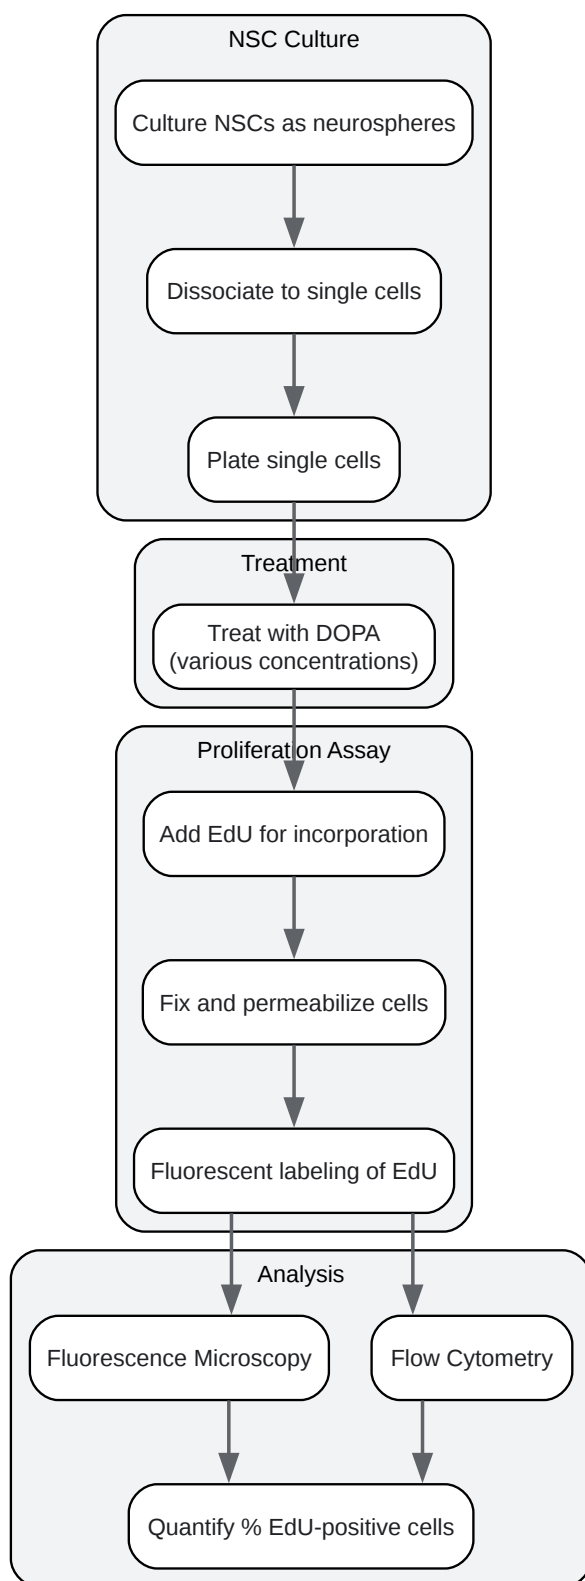 NSC Culture
Culture NSCs as neurospheres
Dissociate to single cells
Plate single cells
Treatment
Treat with DOPA
(various concentrations)
Proliferation Assay
Add EdU for incorporation
Fix and permeabilize cells
Fluorescent labeling of EdU
Analysis
Fluorescence Microscopy
Flow Cytometry
Quantify % EdU-positive cells